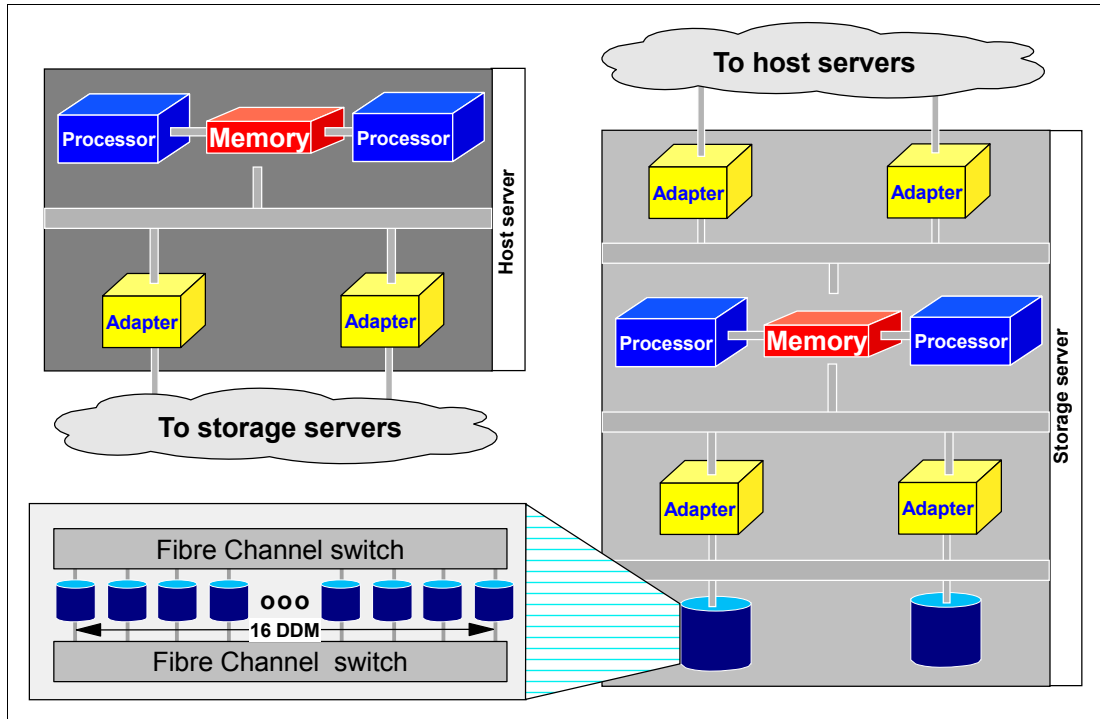 Processor
Memory
Processor
Adapter
Adapter
Host server
To storage servers
To host servers
Adapter
Adapter
Processor
Memory
Processor
Adapter
Adapter
Storage server
Fibre Channel switch
ooo
16 DDM
Fibre Channel switch